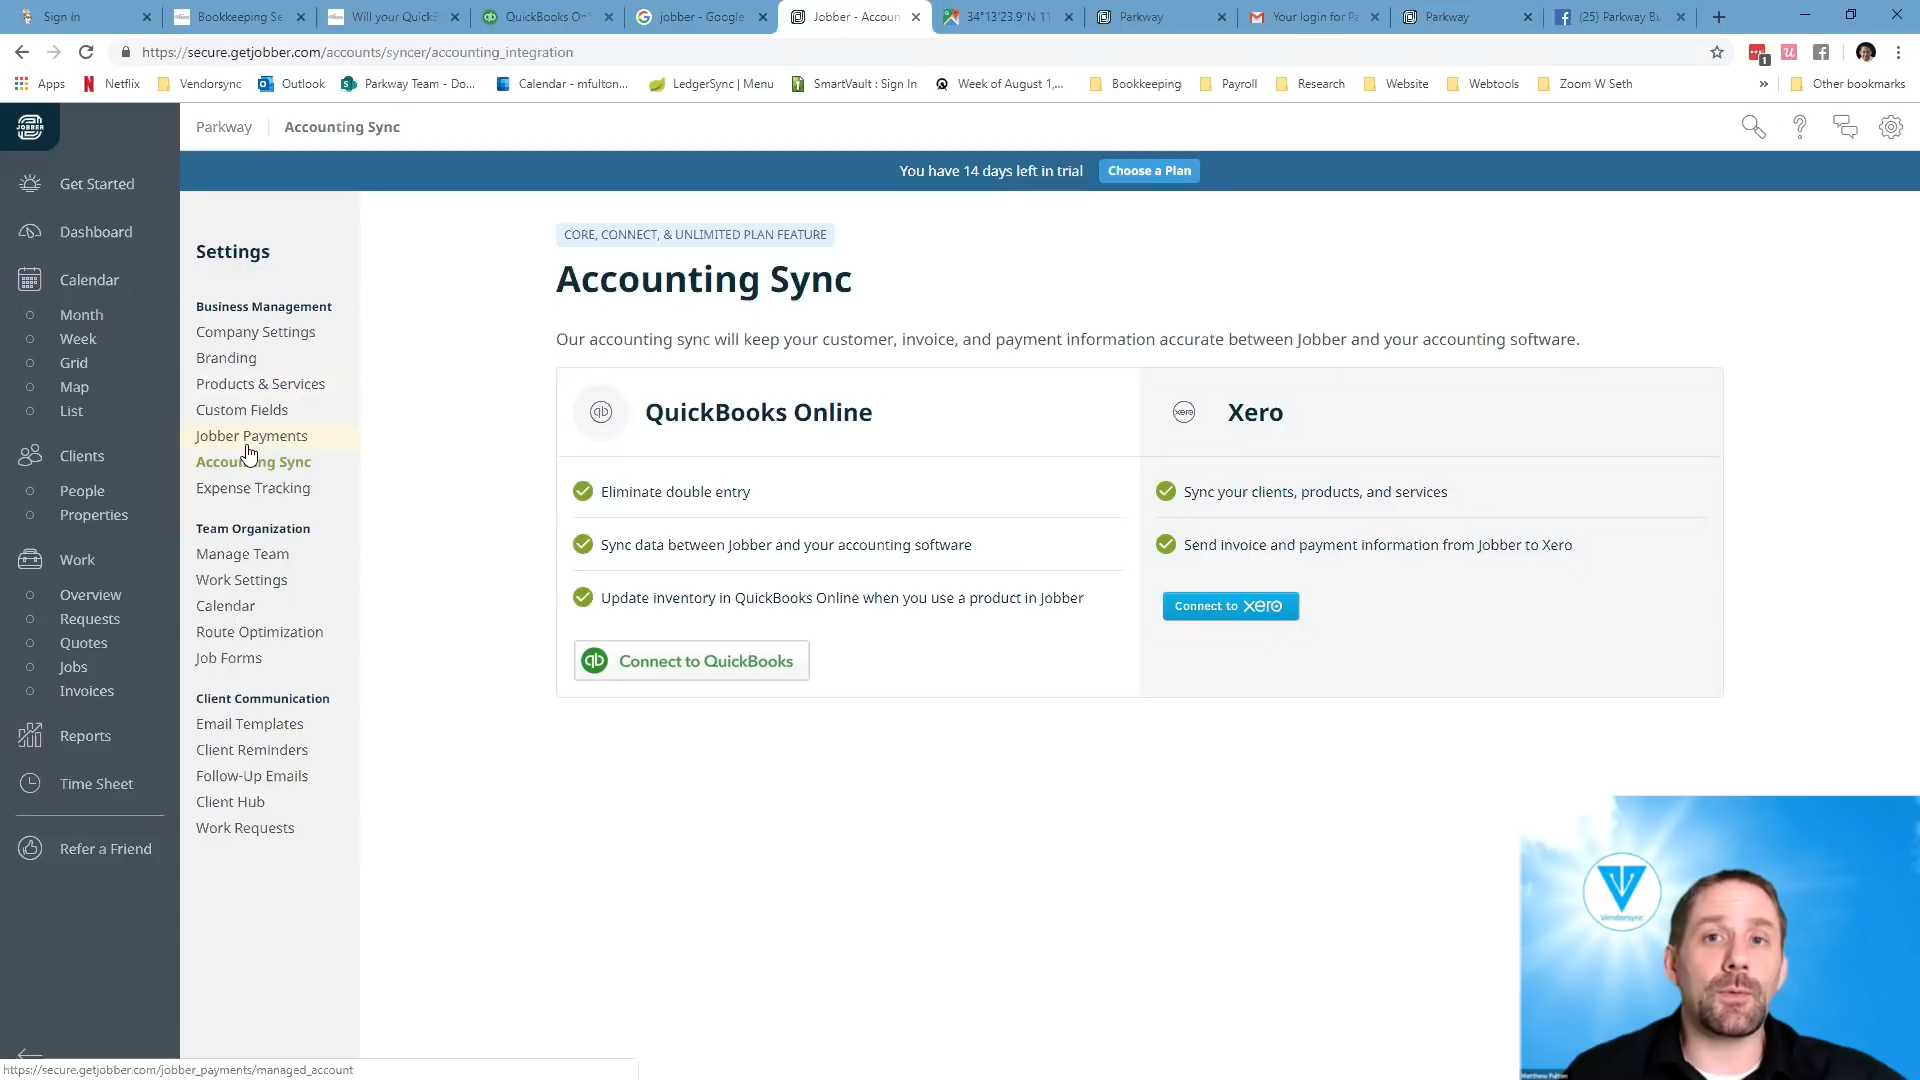 Sign In
Bookkeeping Se
Will your QuickE
QuickBooks On
jobber - Google
Jobber - Accoun
34°13'23.9"N 11
Parkway
Your login for Pa
Parkway
(25) Parkway Bu
https://secure.getjobber.com/accounts/syncer/accounting_integration
1
Apps
Netflix
Vendorsync
Outlook
Parkway Team - Do...
Calendar - mfulton...
LedgerSync | Menu
SmartVault : Sign In
Week of August 1,...
Bookkeeping
Payroll
Research
Website
Webtools
Zoom W Seth
»
Other bookmarks
JOBBER
Parkway
Accounting Sync
You have 14 days left in trial
Choose a Plan
Get Started
Dashboard
Calendar
Month
Week
Grid
Map
List
Clients
People
Properties
Work
Overview
Requests
Quotes
Jobs
Invoices
Reports
Time Sheet
Refer a Friend
Settings
Business Management
Company Settings
Branding
Products & Services
Custom Fields
Jobber Payments
Accounting Sync
Expense Tracking
Team Organization
Manage Team
Work Settings
Calendar
Route Optimization
Job Forms
Client Communication
Email Templates
Client Reminders
Follow-Up Emails
Client Hub
Work Requests
CORE, CONNECT, & UNLIMITED PLAN FEATURE
Accounting Sync
Our accounting sync will keep your customer, invoice, and payment information accurate between Jobber and your accounting software.
qb
QuickBooks Online
Eliminate double entry
Sync data between Jobber and your accounting software
Update inventory in QuickBooks Online when you use a product in Jobber
qb Connect to QuickBooks
xero
Xero
Sync your clients, products, and services
Send invoice and payment information from Jobber to Xero
Connect to xero
Vendorsync
Matthew Fulton
https://secure.getjobber.com/jobber_payments/managed_account